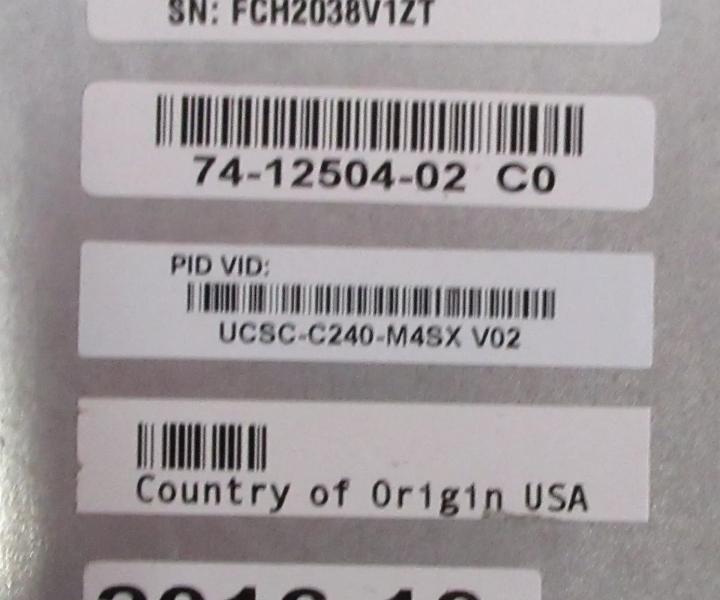 SN: FCH2038V1ZT
74-12504-02 C0
PID VID:
UCSC-C240-M4SX V02
Country of Origin USA